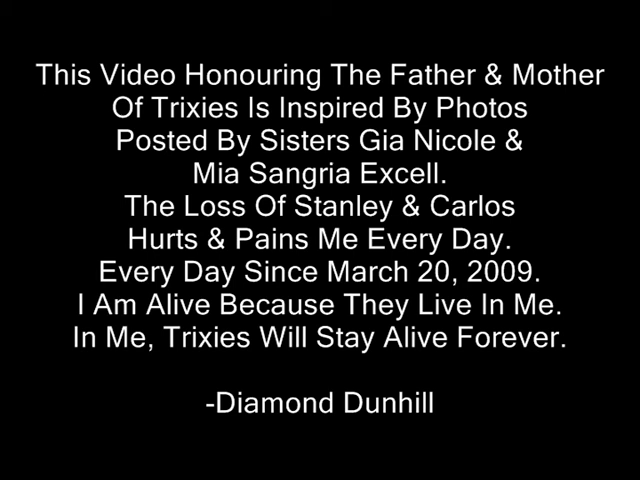 This Video Honouring The Father & Mother
Of Trixies Is Inspired By Photos
Posted By Sisters Gia Nicole &
Mia Sangria Excell.
The Loss Of Stanley & Carlos
Hurts & Pains Me Every Day.
Every Day Since March 20, 2009.
I Am Alive Because They Live In Me.
In Me, Trixies Will Stay Alive Forever.
-Diamond Dunhill